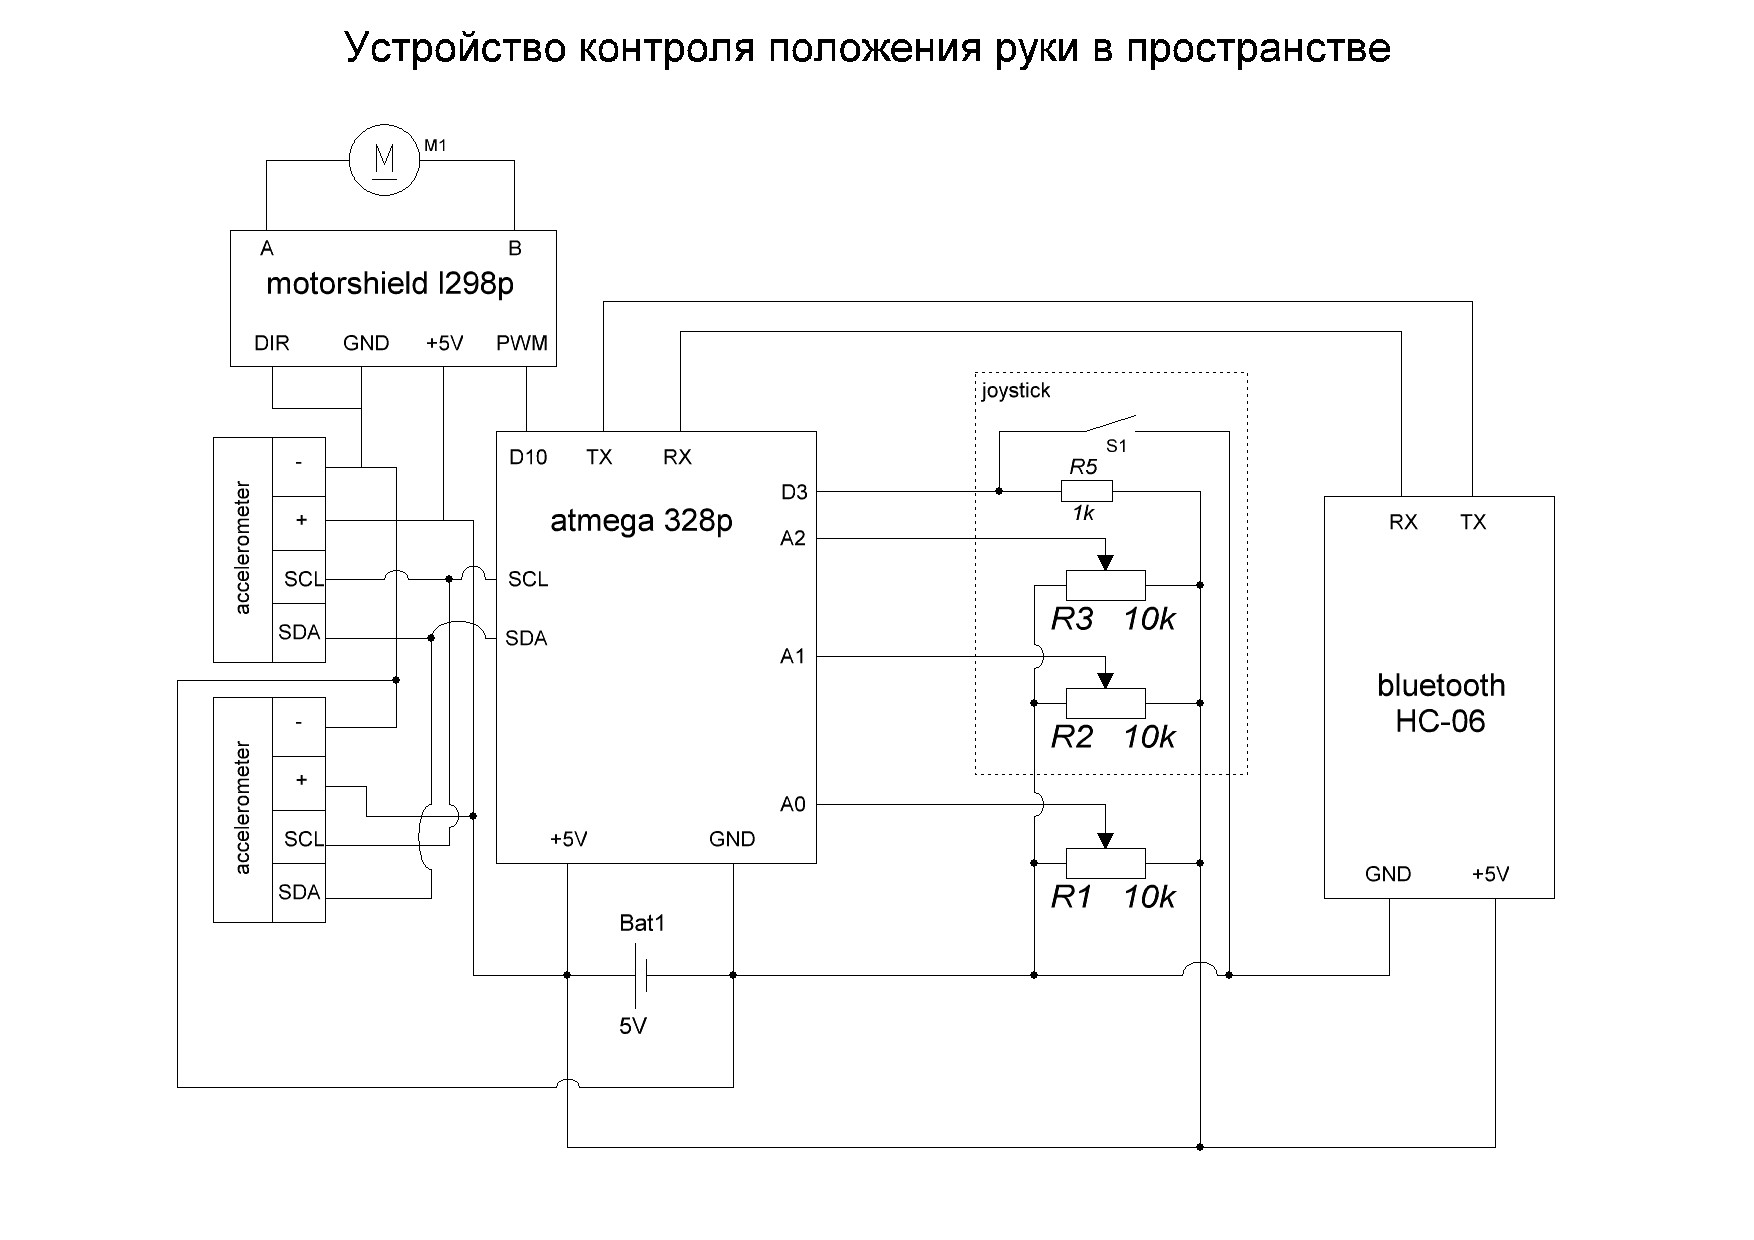 Устройство контроля положения руки в пространстве
M1
M
A
B
motorshield l298p
DIR
GND
+5V
PWM
accelerometer
-
+
SCL
SDA
accelerometer
-
+
SCL
SDA
D10
TX
RX
SCL
SDA
atmega 328p
D3
A2
A1
A0
+5V
GND
Bat1
5V
joystick
S1
R5
1k
R3
10k
R2
10k
R1
10k
RX
TX
bluetooth
HC-06
GND
+5V